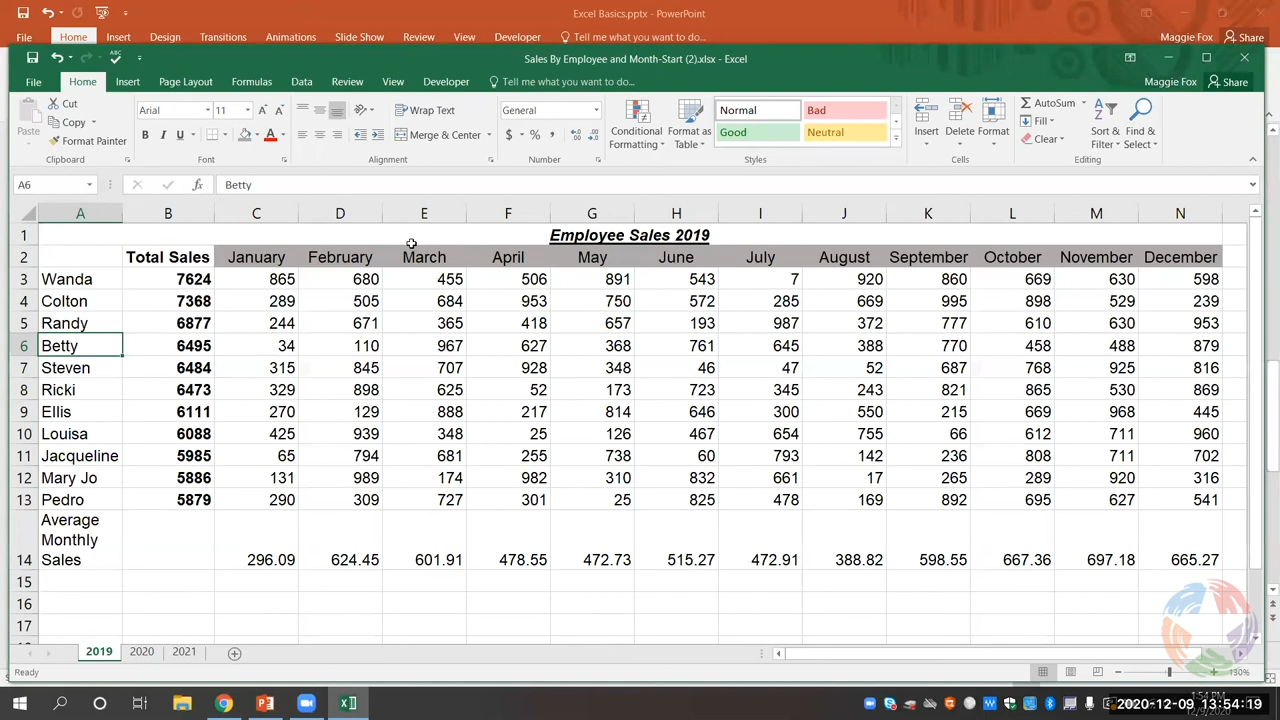 Excel Basics.pptx - PowerPoint
File Home Insert Design Transitions Animations Slide Show Review View Developer Tell me what you want to do... Maggie Fox Share
Sales By Employee and Month-Start (2).xlsx - Excel
File Home Insert Page Layout Formulas Data Review View Developer Tell me what you want to do... Maggie Fox Share
Paste Cut Copy Format Painter Clipboard
Arial 11 B I U Font
Wrap Text Merge & Center Alignment
General $ % , Number
Conditional Formatting Format as Table Normal Bad Good Neutral Styles
Insert Delete Format Cells
AutoSum Fill Clear Sort & Filter Find & Select Editing
A6 fx Betty
A B C D E F G H I J K L M N
1 Employee Sales 2019
2 Total Sales January February March April May June July August September October November December
3 Wanda 7624 865 680 455 506 891 543 7 920 860 669 630 598
4 Colton 7368 289 505 684 953 750 572 285 669 995 898 529 239
5 Randy 6877 244 671 365 418 657 193 987 372 777 610 630 953
6 Betty 6495 34 110 967 627 368 761 645 388 770 458 488 879
7 Steven 6484 315 845 707 928 348 46 47 52 687 768 925 816
8 Ricki 6473 329 898 625 52 173 723 345 243 821 865 530 869
9 Ellis 6111 270 129 888 217 814 646 300 550 215 669 968 445
10 Louisa 6088 425 939 348 25 126 467 654 755 66 612 711 960
11 Jacqueline 5985 65 794 681 255 738 60 793 142 236 808 711 702
12 Mary Jo 5886 131 989 174 982 310 832 661 17 265 289 920 316
13 Pedro 5879 290 309 727 301 25 825 478 169 892 695 627 541
Average
Monthly
14 Sales 296.09 624.45 601.91 478.55 472.73 515.27 472.91 388.82 598.55 667.36 697.18 665.27
15
16
17
2019 2020 2021
Ready 130%
1:54 PM
2020-12-09 13:54:19
12/9/2020